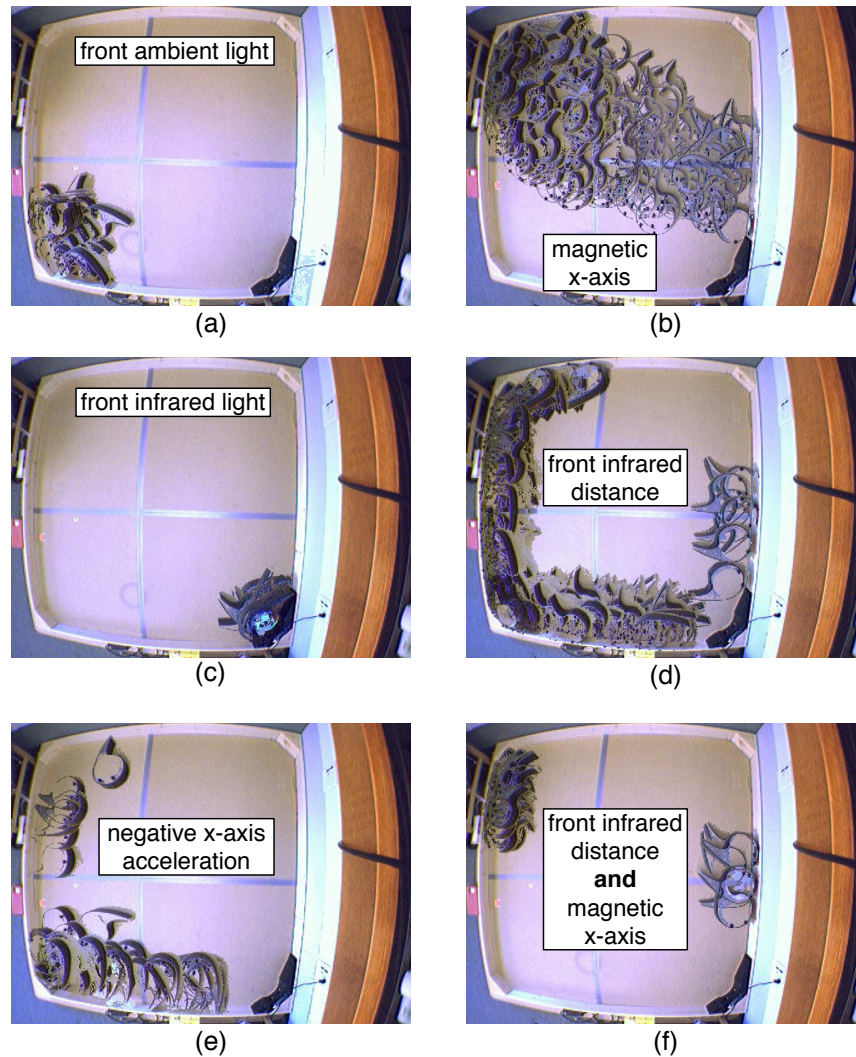 front ambient light
(a)
magnetic
x-axis
(b)
front infrared light
(c)
front infrared
distance
(d)
negative x-axis
acceleration
(e)
front infrared
distance
and
magnetic
x-axis
(f)